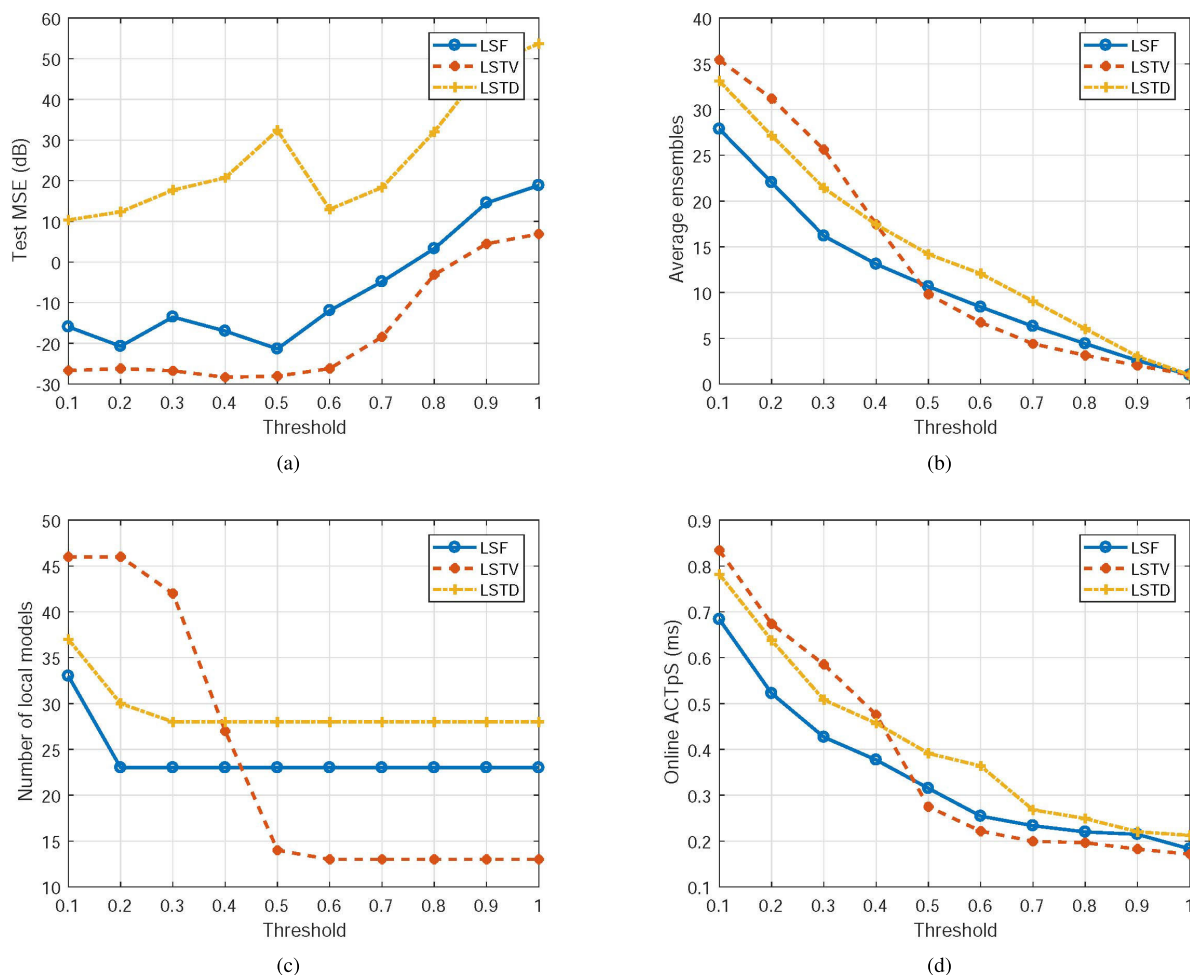 60
50
40
30
20
10
0
-10
-20
-30
Test MSE (dB)
0.1 0.2 0.3 0.4 0.5 0.6 0.7 0.8 0.9 1
Threshold
LSF
LSTV
LSTD
(a)
40
35
30
25
20
15
10
5
0
Average ensembles
0.1 0.2 0.3 0.4 0.5 0.6 0.7 0.8 0.9 1
Threshold
LSF
LSTV
LSTD
(b)
50
45
40
35
30
25
20
15
10
Number of local models
0.1 0.2 0.3 0.4 0.5 0.6 0.7 0.8 0.9 1
Threshold
LSF
LSTV
LSTD
(c)
0.9
0.8
0.7
0.6
0.5
0.4
0.3
0.2
0.1
Online ACTpS (ms)
0.1 0.2 0.3 0.4 0.5 0.6 0.7 0.8 0.9 1
Threshold
LSF
LSTV
LSTD
(d)